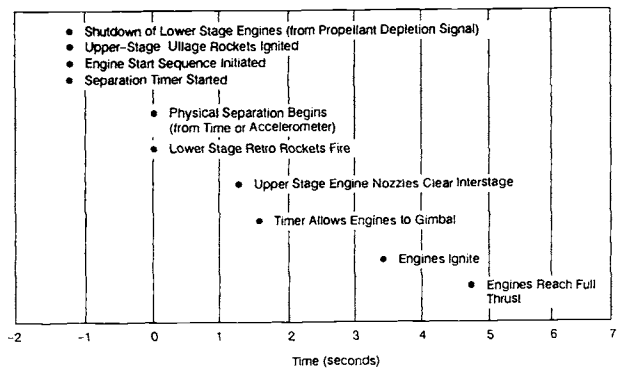 Shutdown of Lower Stage Engines (from Propellant Depletion Signal)
Upper-Stage Ullage Rockets Ignited
Engine Start Sequence Initiated
Separation Timer Started
Physical Separation Begins
(from Time or Accelerometer)
Lower Stage Retro Rockets Fire
Upper Stage Engine Nozzles Clear Interstage
Timer Allows Engines to Gimbal
Engines Ignite
Engines Reach Full
Thrust
-2 -1 0 1 2 3 4 5 6 7
Time (seconds)